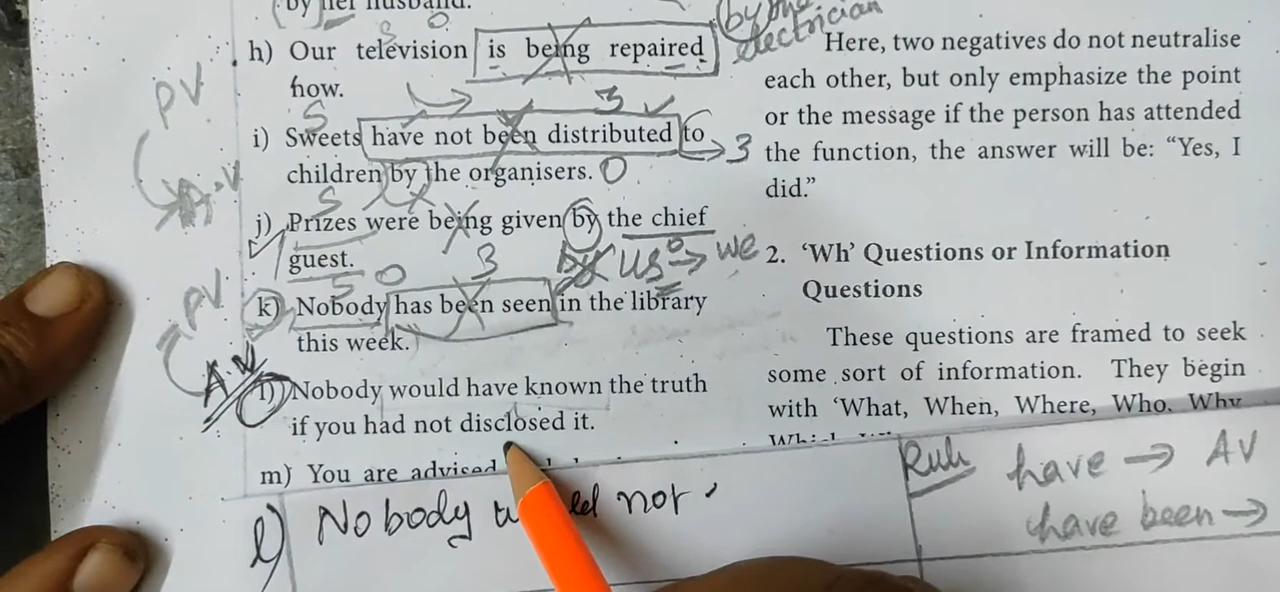 (by her husband.
(by the
electrician
S O
h) Our television is being repaired
now.
PV
S 3
i) Sweets have not been distributed to
3
children by the organisers. O
A.V
S
j) Prizes were being given by the chief
guest.
by us → we
S O 3
PV
k) Nobody has been seen in the library
this week.
A.V
l) Nobody would have known the truth
if you had not disclosed it.
m) You are advised
l) Nobody not
Here, two negatives do not neutralise
each other, but only emphasize the point
or the message if the person has attended
the function, the answer will be: “Yes, I
did.”
2. ‘Wh’ Questions or Information
Questions
These questions are framed to seek
some sort of information. They begin
with ‘What, When, Where, Who, Why
Rule have → AV
have been →